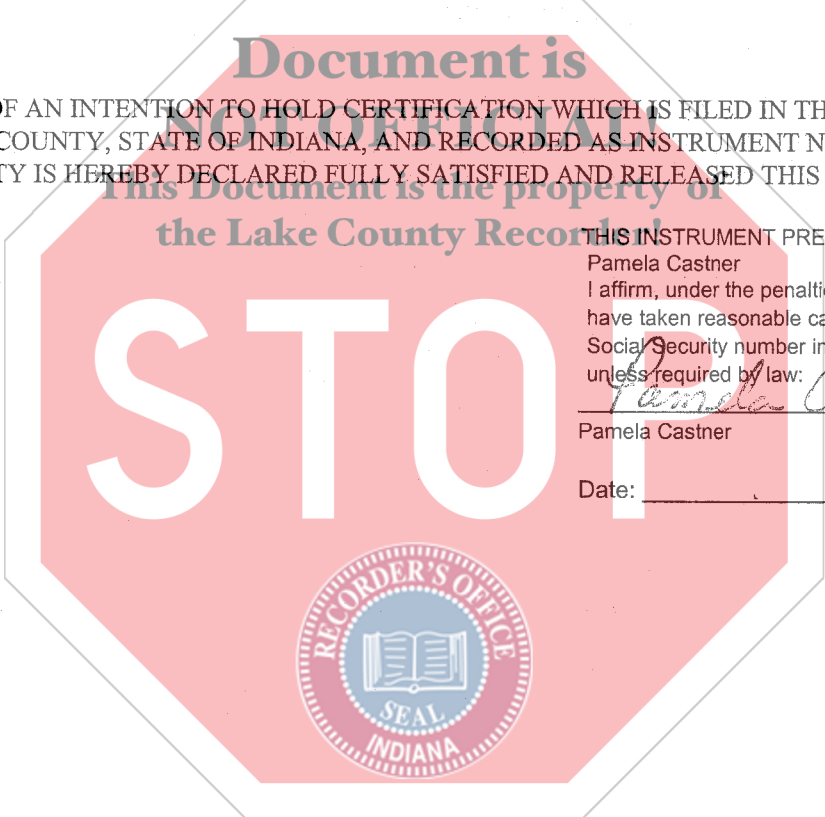 Document is
OF AN INTENTION TO HOLD CERTIFICATION WHICH IS FILED IN TH
NOT OFFICIAL!
COUNTY, STATE OF INDIANA, AND RECORDED AS INSTRUMENT N
TY IS HEREBY DECLARED FULLY SATISFIED AND RELEASED THIS
This Document is the property of
the Lake County Recorder!
THIS INSTRUMENT PRE
Pamela Castner
I affirm, under the penalti
have taken reasonable ca
Social Security number in
unless required by law:
Pamela C
Pamela Castner
Date:
STOP
RECORDER'S OFFICE
SEAL
INDIANA